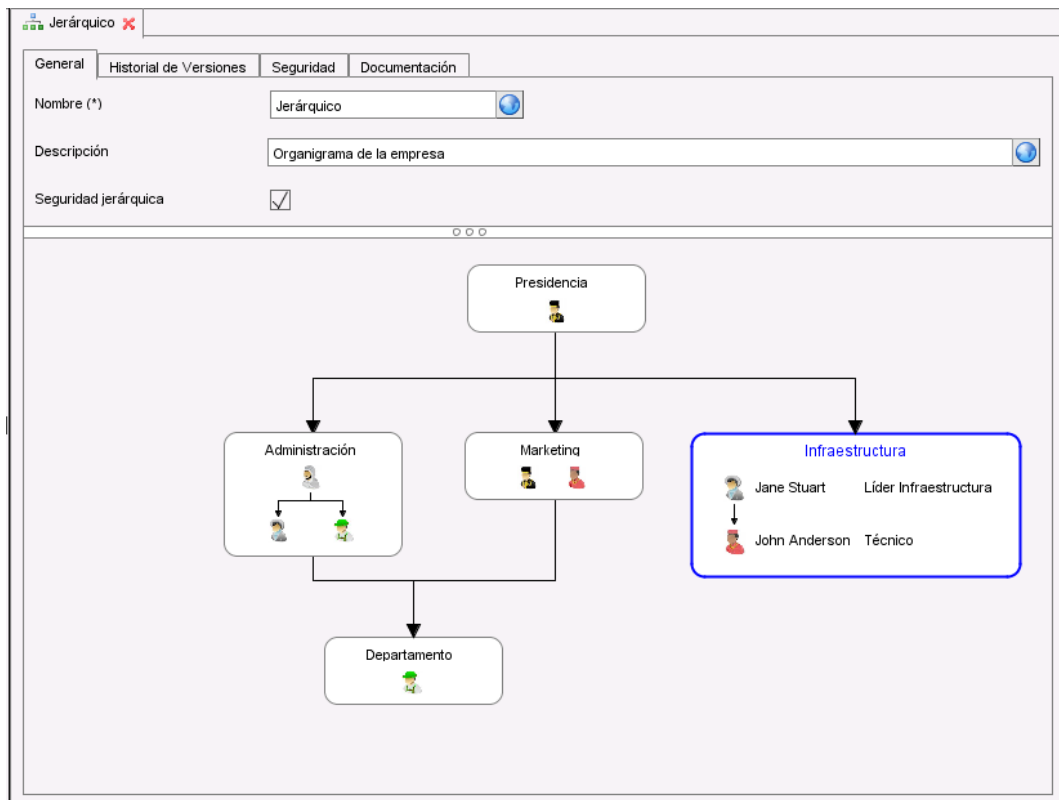 Jerárquico
General Historial de Versiones Seguridad Documentación
Nombre (*) Jerárquico
Descripción Organigrama de la empresa
Seguridad jerárquica
Presidencia
Administración Marketing Infraestructura
Jane Stuart Líder Infraestructura
John Anderson Técnico
Departamento